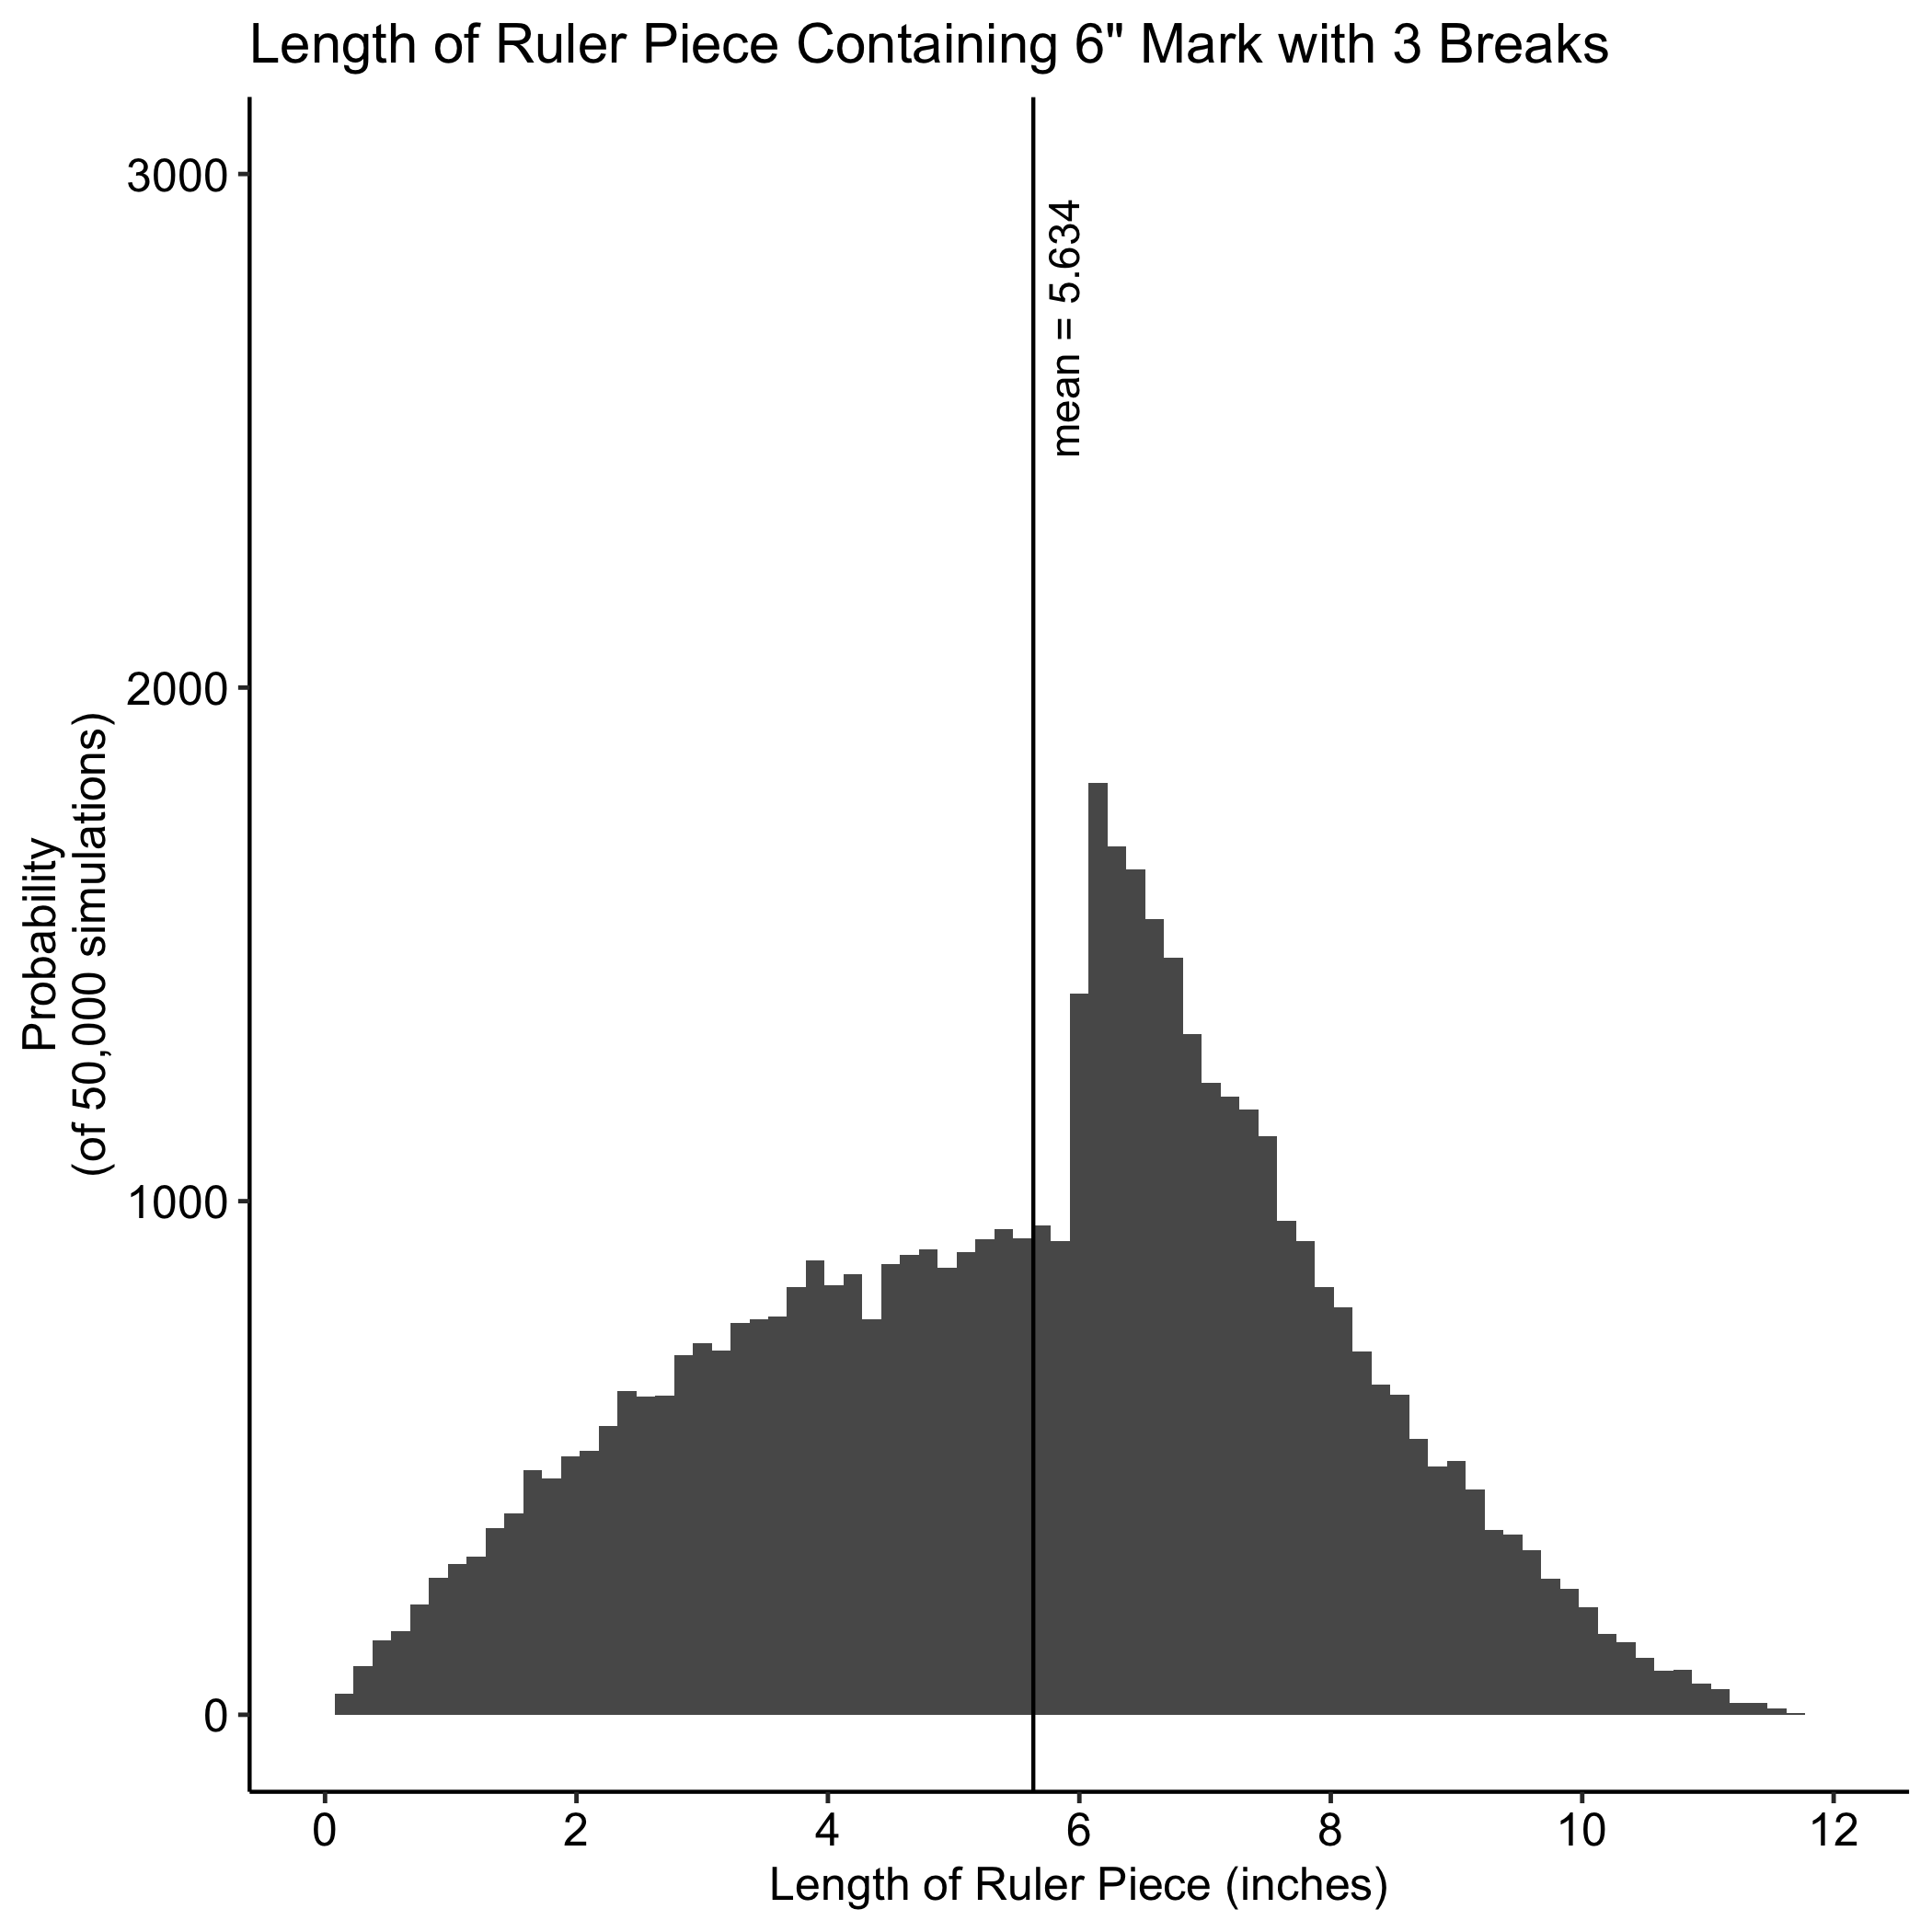 Length of Ruler Piece Containing 6" Mark with 3 Breaks
3000
2000
1000
0
Probability
(of 50,000 simulations)
mean = 5.634
0 2 4 6 8 10 12
Length of Ruler Piece (inches)